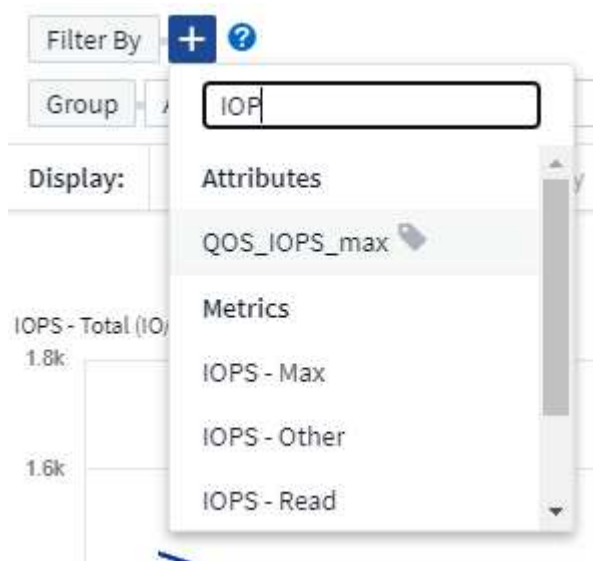 Filter By + ?
Group
IOP
Display:
Attributes
QOS_IOPS_max
Metrics
IOPS - Total (IO/
1.8k
IOPS - Max
IOPS - Other
1.6k
IOPS - Read